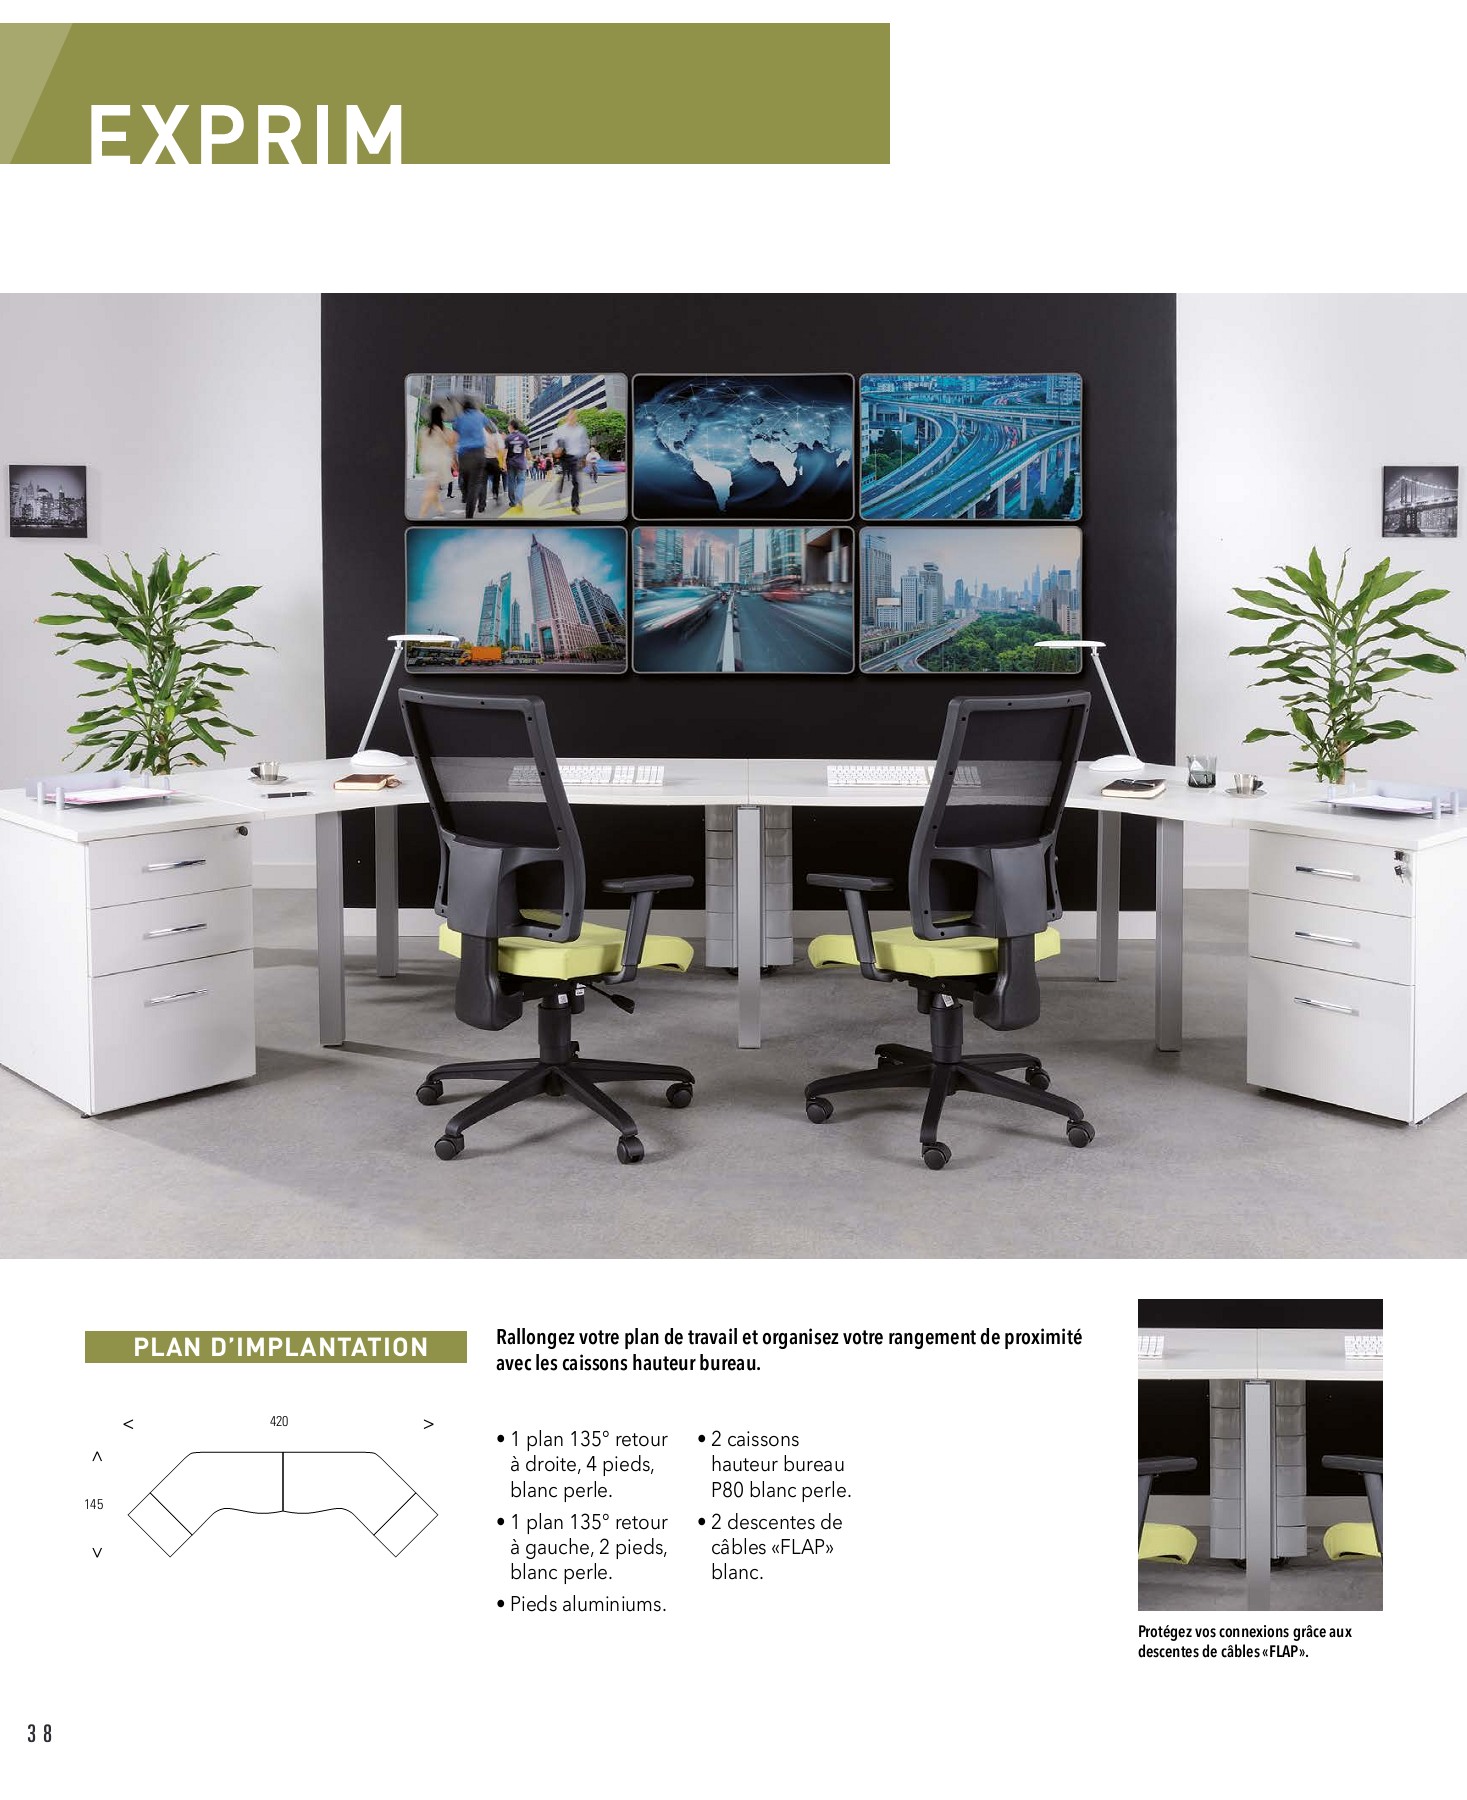 EXPRIM
PLAN D’IMPLANTATION
420
145
Rallongez votre plan de travail et organisez votre rangement de proximité
avec les caissons hauteur bureau.
• 1 plan 135° retour
à droite, 4 pieds,
blanc perle.
• 1 plan 135° retour
à gauche, 2 pieds,
blanc perle.
• Pieds aluminiums.
• 2 caissons
hauteur bureau
P80 blanc perle.
• 2 descentes de
câbles «FLAP»
blanc.
Protégez vos connexions grâce aux
descentes de câbles «FLAP».
38